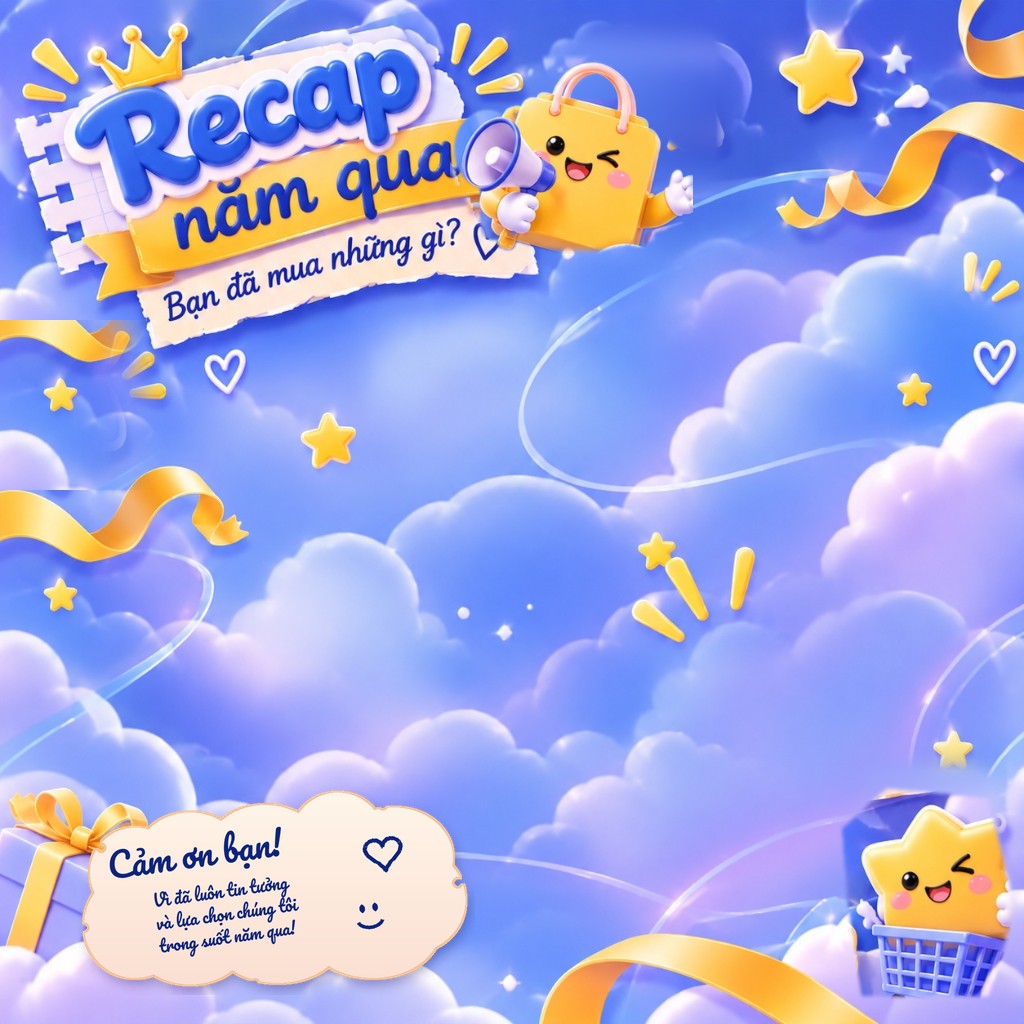 Recap
năm qua
Bạn đã mua những gì?
Cảm ơn bạn!
Vì đã luôn tin tưởng
và lựa chọn chúng tôi
trong suốt năm qua!